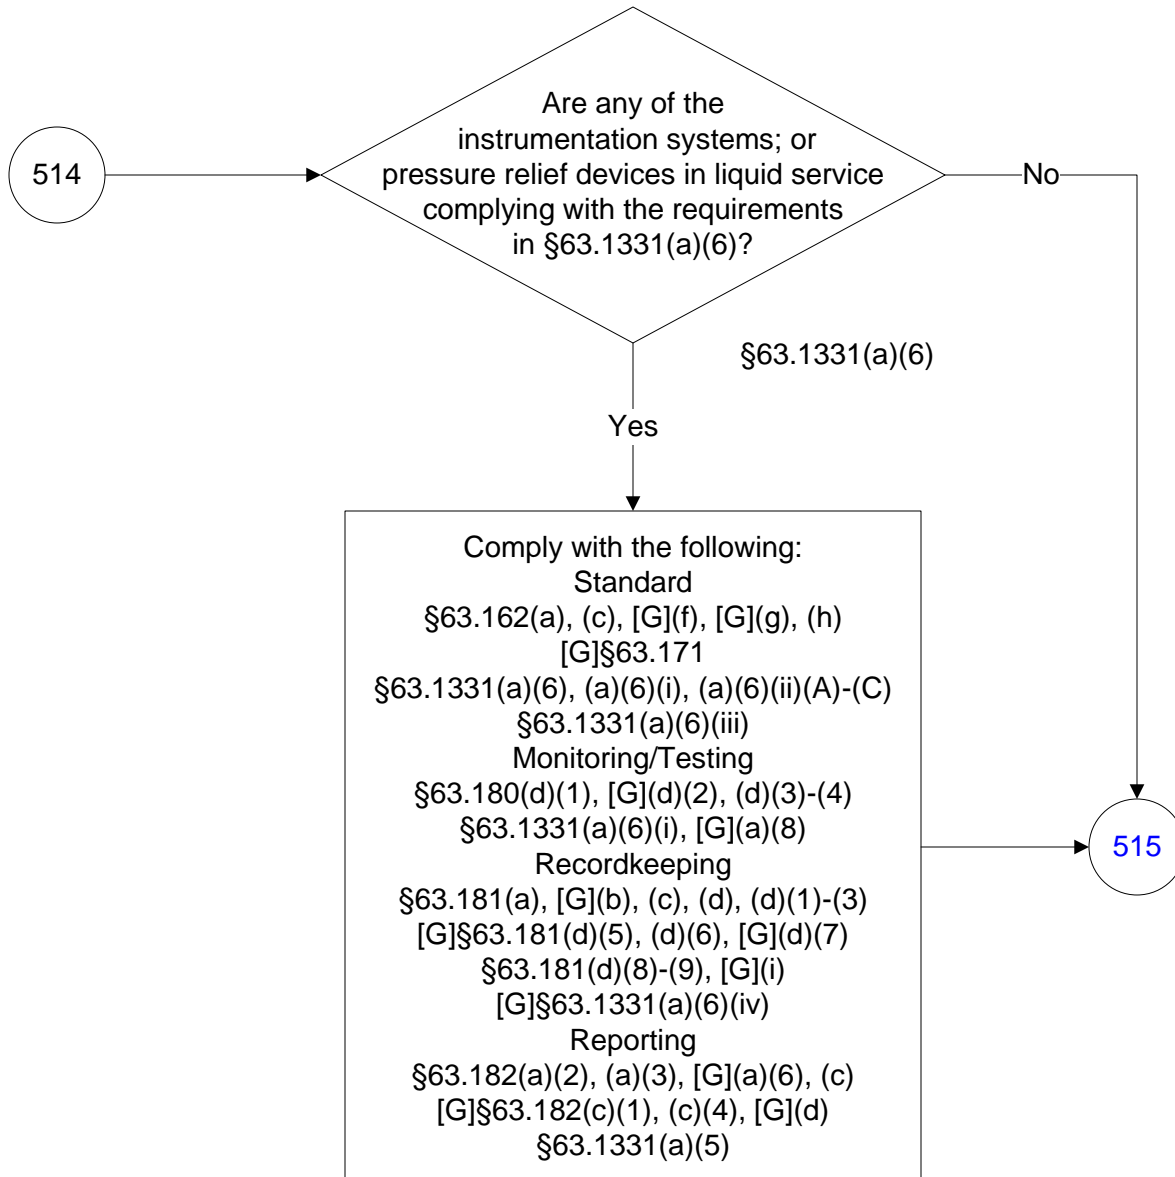 514
Are any of the
instrumentation systems; or
pressure relief devices in liquid service
complying with the requirements
in §63.1331(a)(6)?
No
§63.1331(a)(6)
Yes
Comply with the following:
Standard
§63.162(a), (c), [G](f), [G](g), (h)
[G]§63.171
§63.1331(a)(6), (a)(6)(i), (a)(6)(ii)(A)-(C)
§63.1331(a)(6)(iii)
Monitoring/Testing
§63.180(d)(1), [G](d)(2), (d)(3)-(4)
§63.1331(a)(6)(i), [G](a)(8)
Recordkeeping
§63.181(a), [G](b), (c), (d), (d)(1)-(3)
[G]§63.181(d)(5), (d)(6), [G](d)(7)
§63.181(d)(8)-(9), [G](i)
[G]§63.1331(a)(6)(iv)
Reporting
§63.182(a)(2), (a)(3), [G](a)(6), (c)
[G]§63.182(c)(1), (c)(4), [G](d)
§63.1331(a)(5)
515